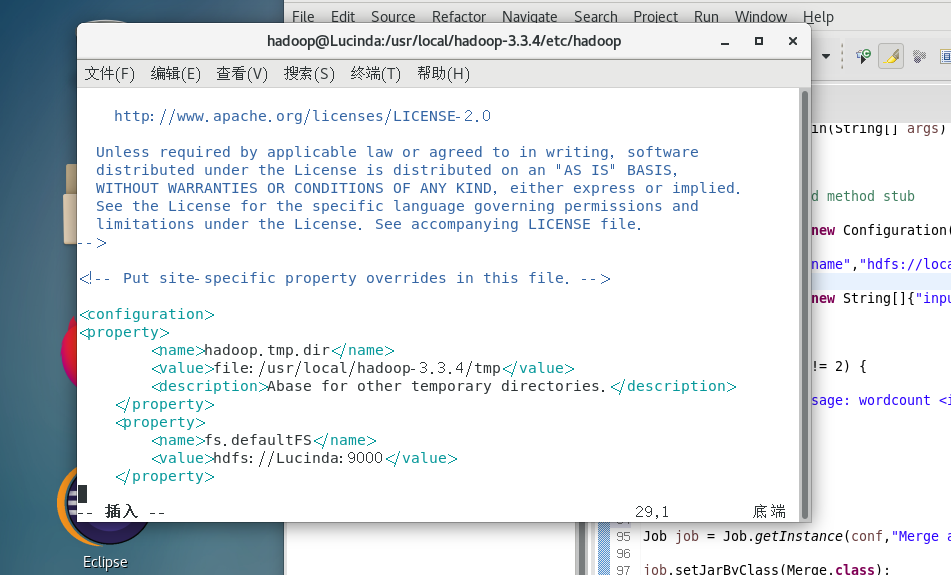 File Edit Source Refactor Navigate Search Project Run Window Help
hadoop@Lucinda:/usr/local/hadoop-3.3.4/etc/hadoop
文件(F) 编辑(E) 查看(V) 搜索(S) 终端(T) 帮助(H)
http://www.apache.org/licenses/LICENSE-2.0
Unless required by applicable law or agreed to in writing, software
distributed under the License is distributed on an "AS IS" BASIS,
WITHOUT WARRANTIES OR CONDITIONS OF ANY KIND, either express or implied.
See the License for the specific language governing permissions and
limitations under the License. See accompanying LICENSE file.
-->
<!-- Put site-specific property overrides in this file. -->
<configuration>
<property>
<name>hadoop.tmp.dir</name>
<value>file:/usr/local/hadoop-3.3.4/tmp</value>
<description>Abase for other temporary directories.</description>
</property>
<property>
<name>fs.defaultFS</name>
<value>hdfs://Lucinda:9000</value>
</property>
-- 插入 -- 29,1 底端
in(String[] args)
d method stub
new Configuration(
name","hdfs://loca
new String[]{"inpu
!= 2) {
sage: wordcount <i
95 Job job = Job.getInstance(conf,"Merge a
96
97 job.setJarByClass(Merge.class);
Eclipse